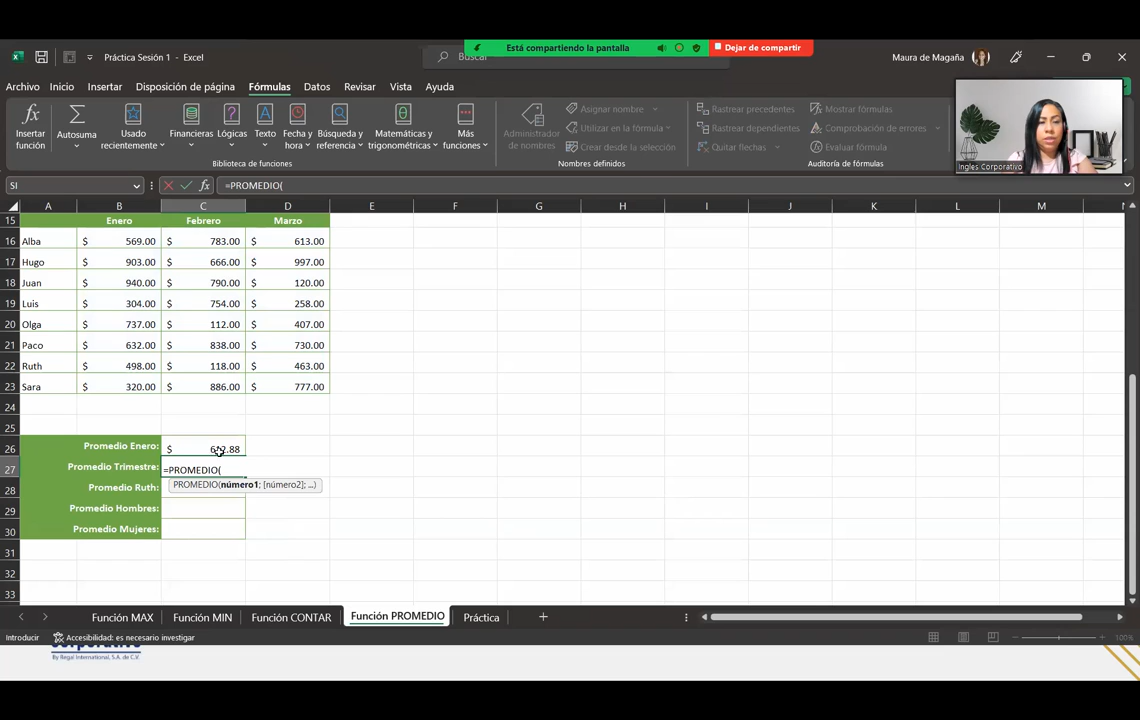 Está compartiendo la pantalla
Dejar de compartir
Práctica Sesión 1 - Excel
Buscar
Maura de Magaña
Archivo Inicio Insertar Disposición de página Fórmulas Datos Revisar Vista Ayuda
Insertar función
Autosuma
Usado recientemente
Financieras
Lógicas
Texto
Fecha y hora
Búsqueda y referencia
Matemáticas y trigonométricas
Más funciones
Biblioteca de funciones
Administrador de nombres
Asignar nombre
Utilizar en la fórmula
Crear desde la selección
Nombres definidos
Rastrear precedentes
Rastrear dependientes
Quitar flechas
Mostrar fórmulas
Comprobación de errores
Evaluar fórmula
Auditoría de fórmulas
Ingles Corporativo
SI
fx
=PROMEDIO(
A B C D E F G H I J K L M
15 Enero Febrero Marzo
16 Alba $ 569.00 $ 783.00 $ 613.00
17 Hugo $ 903.00 $ 666.00 $ 997.00
18 Juan $ 940.00 $ 790.00 $ 120.00
19 Luis $ 304.00 $ 754.00 $ 258.00
20 Olga $ 737.00 $ 112.00 $ 407.00
21 Paco $ 632.00 $ 838.00 $ 730.00
22 Ruth $ 498.00 $ 118.00 $ 463.00
23 Sara $ 320.00 $ 886.00 $ 777.00
24
25
26 Promedio Enero: $
27 Promedio Trimestre: =PROMEDIO(
PROMEDIO(número1; [número2]; ...)
28 Promedio Ruth:
29 Promedio Hombres:
30 Promedio Mujeres:
31
32
33
Función MAX Función MIN Función CONTAR Función PROMEDIO Práctica
Introducir
Accesibilidad: es necesario investigar
100%
By Regal International, S.A. de C.V.